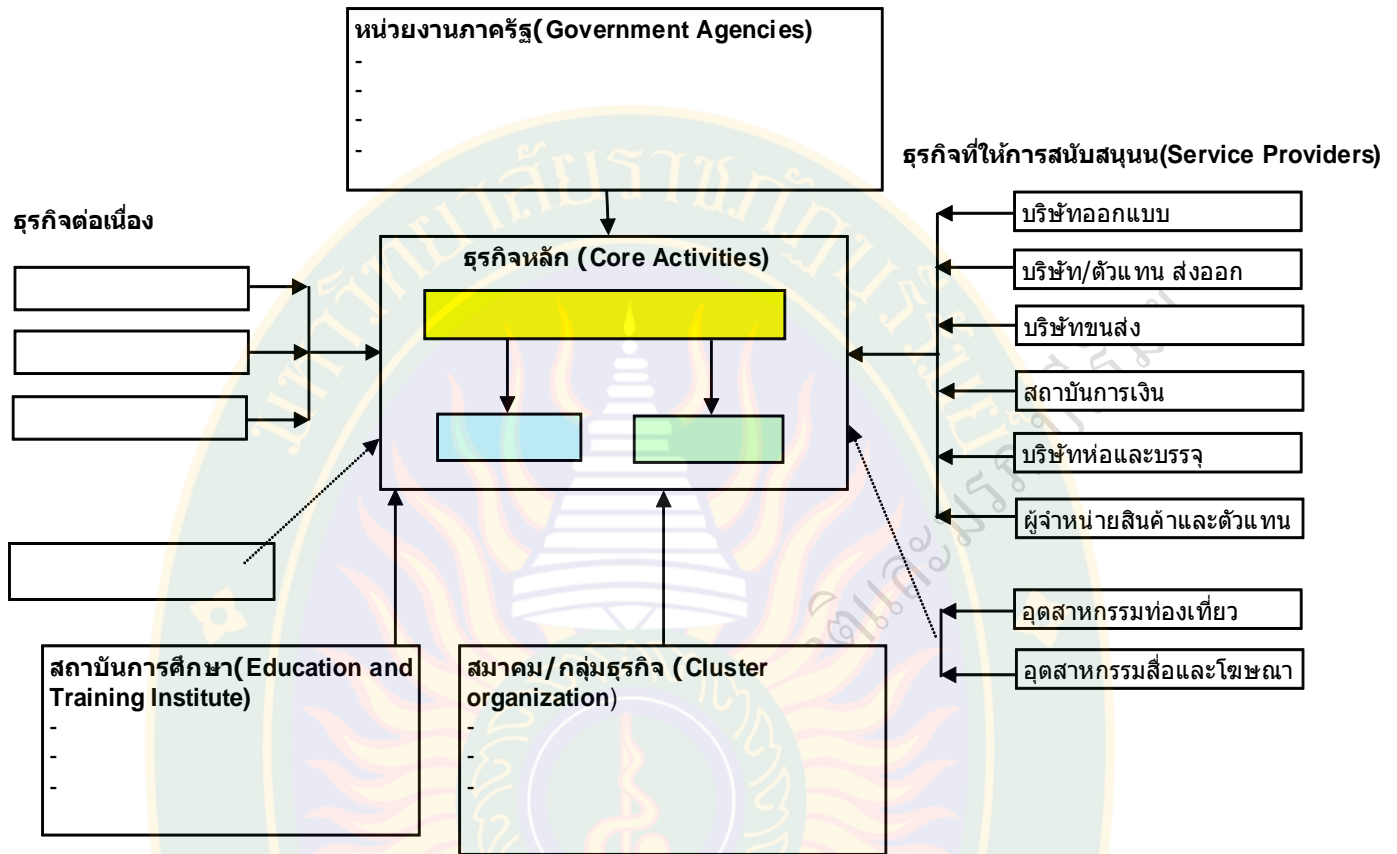 หน่วยงานภาครัฐ(Government Agencies)
-
-
-
-
ธุรกิจที่ให้การสนับสนุนน(Service Providers)
ธุรกิจต่อเนื่อง
บริษัทออกแบบ
บริษัท/ตัวแทน ส่งออก
บริษัทขนส่ง
สถาบันการเงิน
บริษัทห่อและบรรจุ
ผู้จำหน่ายสินค้าและตัวแทน
ธุรกิจหลัก (Core Activities)
อุตสาหกรรมท่องเที่ยว
อุตสาหกรรมสื่อและโฆษณา
สถาบันการศึกษา(Education and
Training Institute)
-
-
-
สมาคม/กลุ่มธุรกิจ (Cluster
organization)
-
-
-